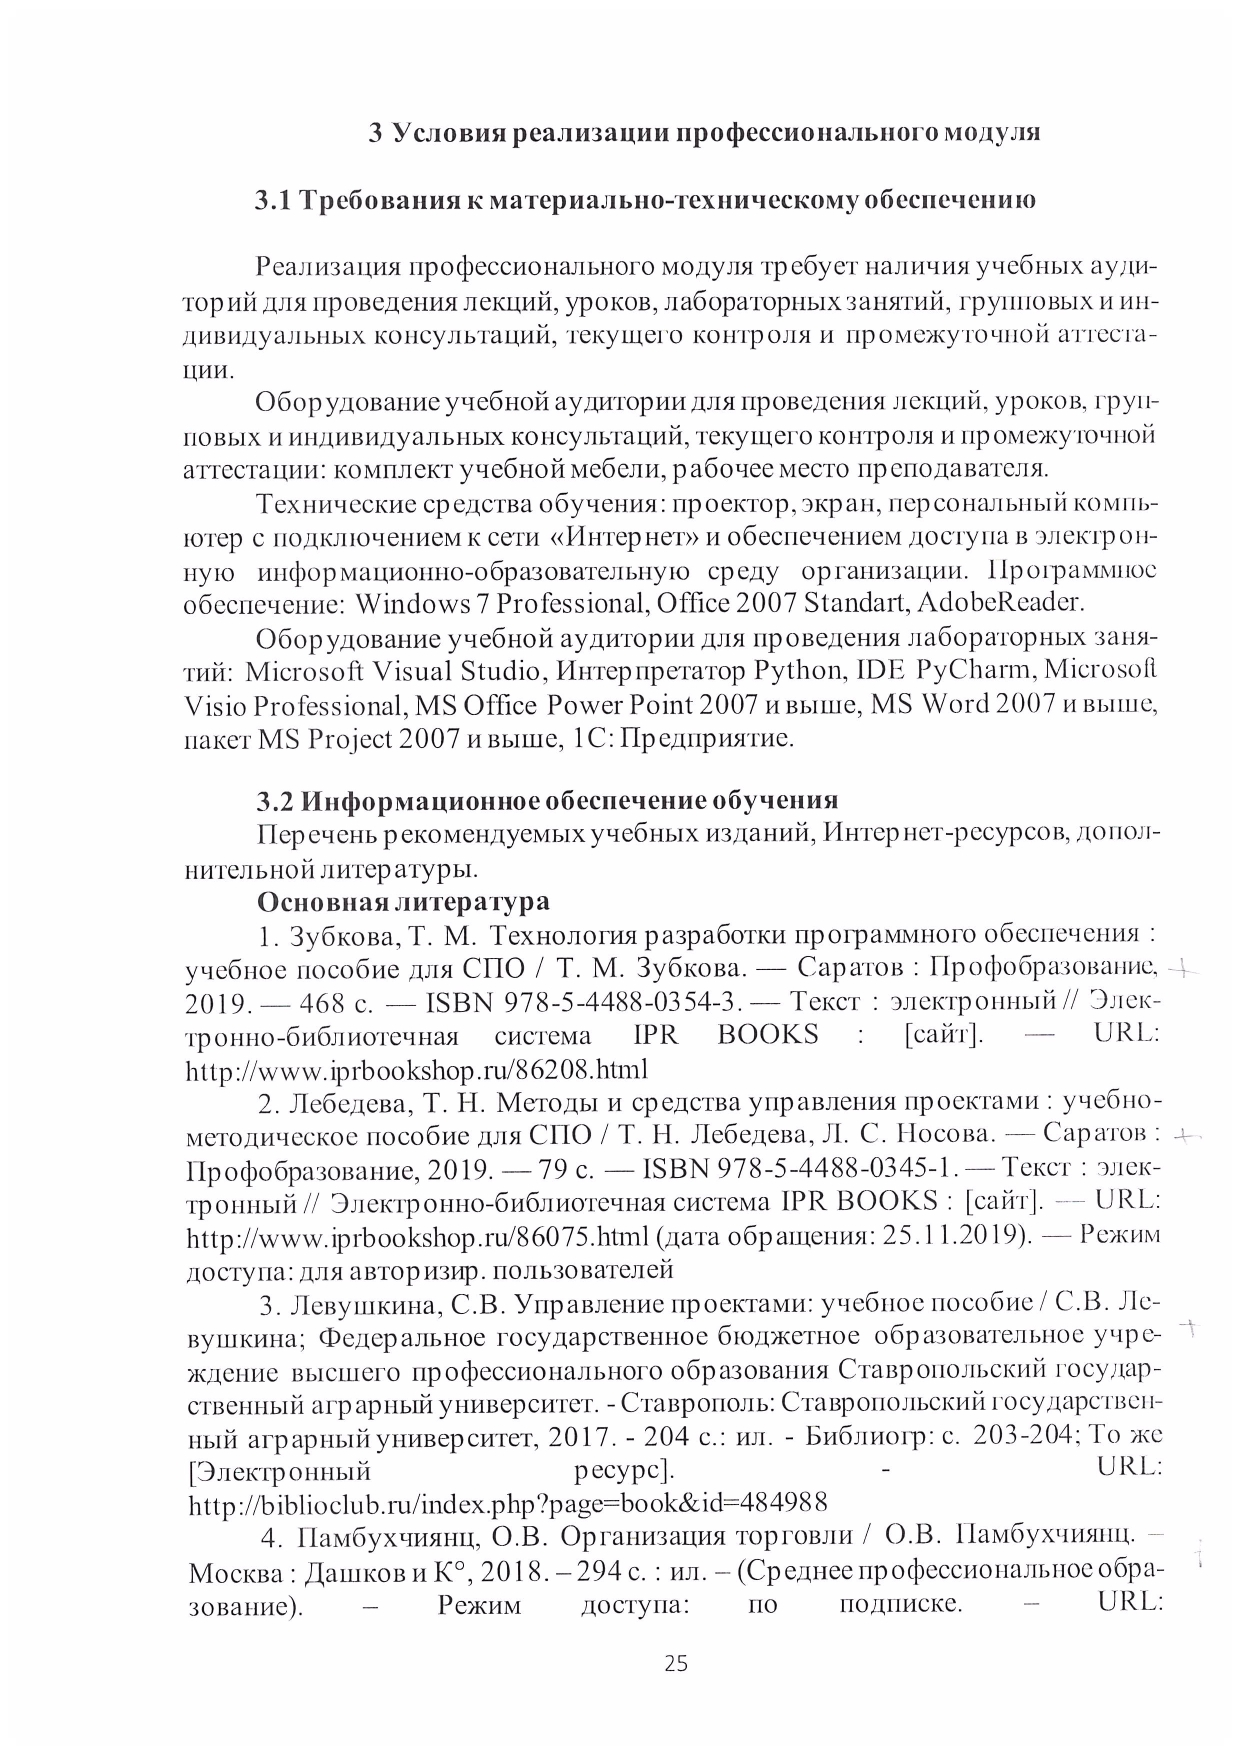 3 Условия реализации профессионального модуля
3.1 Требования к материально-техническому обеспечению
Реализация профессионального модуля требует наличия учебных ауди-
торий для проведения лекций, уроков, лабораторных занятий, групповых и ин-
дивидуальных консультаций, текущего контроля и промежуточной аттеста-
ции.
Оборудование учебной аудитории для проведения лекций, уроков, груп-
повых и индивидуальных консультаций, текущего контроля и промежуточной
аттестации: комплект учебной мебели, рабочее место преподавателя.
Технические средства обучения: проектор, экран, персональный компь-
ютер с подключением к сети «Интернет» и обеспечением доступа в электрон-
ную информационно-образовательную среду организации. Программное
обеспечение: Windows 7 Professional, Office 2007 Standart, AdobeReader.
Оборудование учебной аудитории для проведения лабораторных заня-
тий: Microsoft Visual Studio, Интерпретатор Python, IDE PyCharm, Microsoft
Visio Professional, MS Office Power Point 2007 и выше, MS Word 2007 и выше,
пакет MS Project 2007 и выше, 1С: Предприятие.
3.2 Информационное обеспечение обучения
Перечень рекомендуемых учебных изданий, Интернет-ресурсов, допол-
нительной литературы.
Основная литература
1. Зубкова, Т. М. Технология разработки программного обеспечения :
учебное пособие для СПО / Т. М. Зубкова. — Саратов : Профобразование,
2019. — 468 с. — ISBN 978-5-4488-0354-3. — Текст : электронный // Элек-
тронно-библиотечная система IPR BOOKS : [сайт]. — URL:
http://www.iprbookshop.ru/86208.html
2. Лебедева, Т. Н. Методы и средства управления проектами : учебно-
методическое пособие для СПО / Т. Н. Лебедева, Л. С. Носова. — Саратов :
Профобразование, 2019. — 79 с. — ISBN 978-5-4488-0345-1. — Текст : элек-
тронный // Электронно-библиотечная система IPR BOOKS : [сайт]. — URL:
http://www.iprbookshop.ru/86075.html (дата обращения: 25.11.2019). — Режим
доступа: для авторизир. пользователей
3. Левушкина, С.В. Управление проектами: учебное пособие / С.В. Ле-
вушкина; Федеральное государственное бюджетное образовательное учре-
ждение высшего профессионального образования Ставропольский государ-
ственный аграрный университет. - Ставрополь: Ставропольский государствен-
ный аграрный университет, 2017. - 204 с.: ил. - Библиогр: с. 203-204; То же
[Электронный ресурс]. - URL:
http://biblioclub.ru/index.php?page=book&id=484988
4. Памбухчиянц, О.В. Организация торговли / О.В. Памбухчиянц. –
Москва : Дашков и К°, 2018. – 294 с. : ил. – (Среднее профессиональное обра-
зование). – Режим доступа: по подписке. – URL:
25